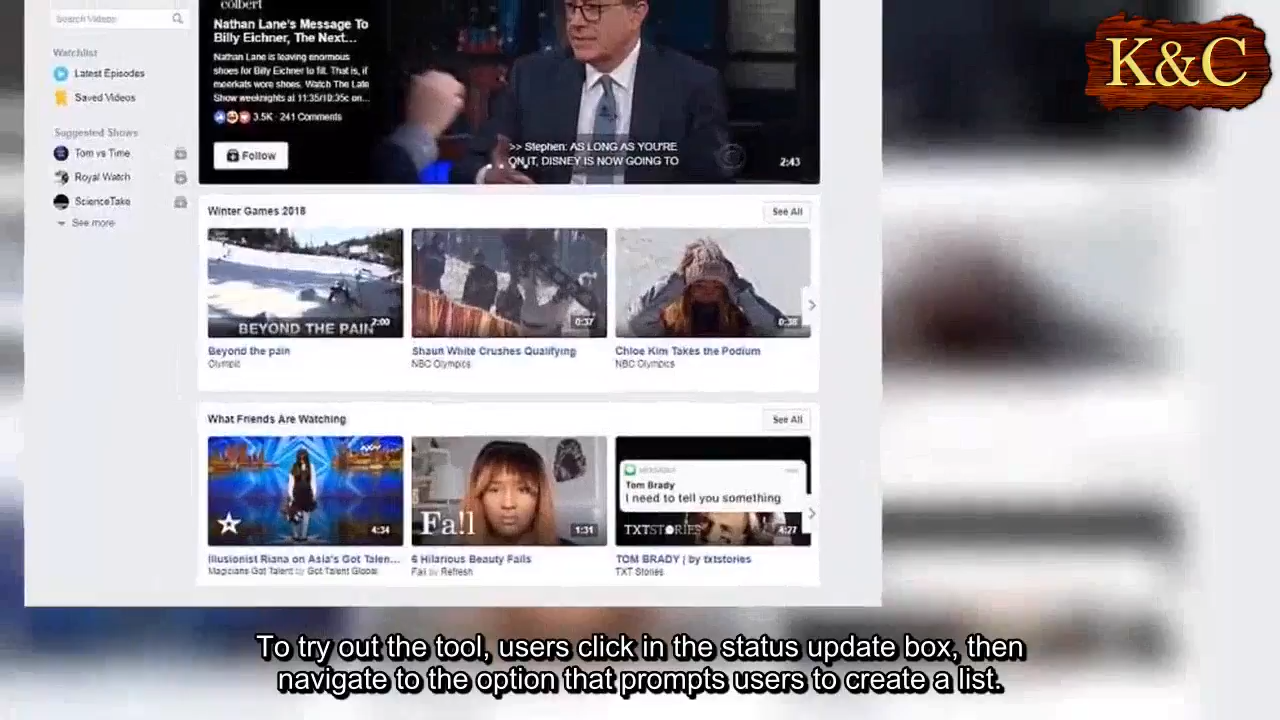 K&C
colbert
Search Videos
Nathan Lane's Message To
Billy Eichner, The Next...
Nathan Lane is leaving enormous
shoes for Billy Eichner to fill. That is, if
meerkats wore shoes. Watch The Late
Show weeknights at 11:35/10:35c on...
3.5K · 241 Comments
Follow
>> Stephen: AS LONG AS YOU'RE
ON IT, DISNEY IS NOW GOING TO
2:43
Watchlist
Latest Episodes
Saved Videos
Suggested Shows
Tom vs Time
Royal Watch
ScienceTake
See more
Winter Games 2018
See All
BEYOND THE PAIN
2:00
0:37
0:38
Beyond the pain
Olympic
Shaun White Crushes Qualifying
NBC Olympics
Chloe Kim Takes the Podium
NBC Olympics
What Friends Are Watching
See All
AXN
4:34
Fa!l
1:31
Tom Brady
I need to tell you something
TXTSTORIES
4:27
Illusionist Riana on Asia's Got Talen...
Magicians Got Talent by Got Talent Global
6 Hilarious Beauty Fails
Fail by Refresh
TOM BRADY | by txtstories
TXT Stories
To try out the tool, users click in the status update box, then
navigate to the option that prompts users to create a list.